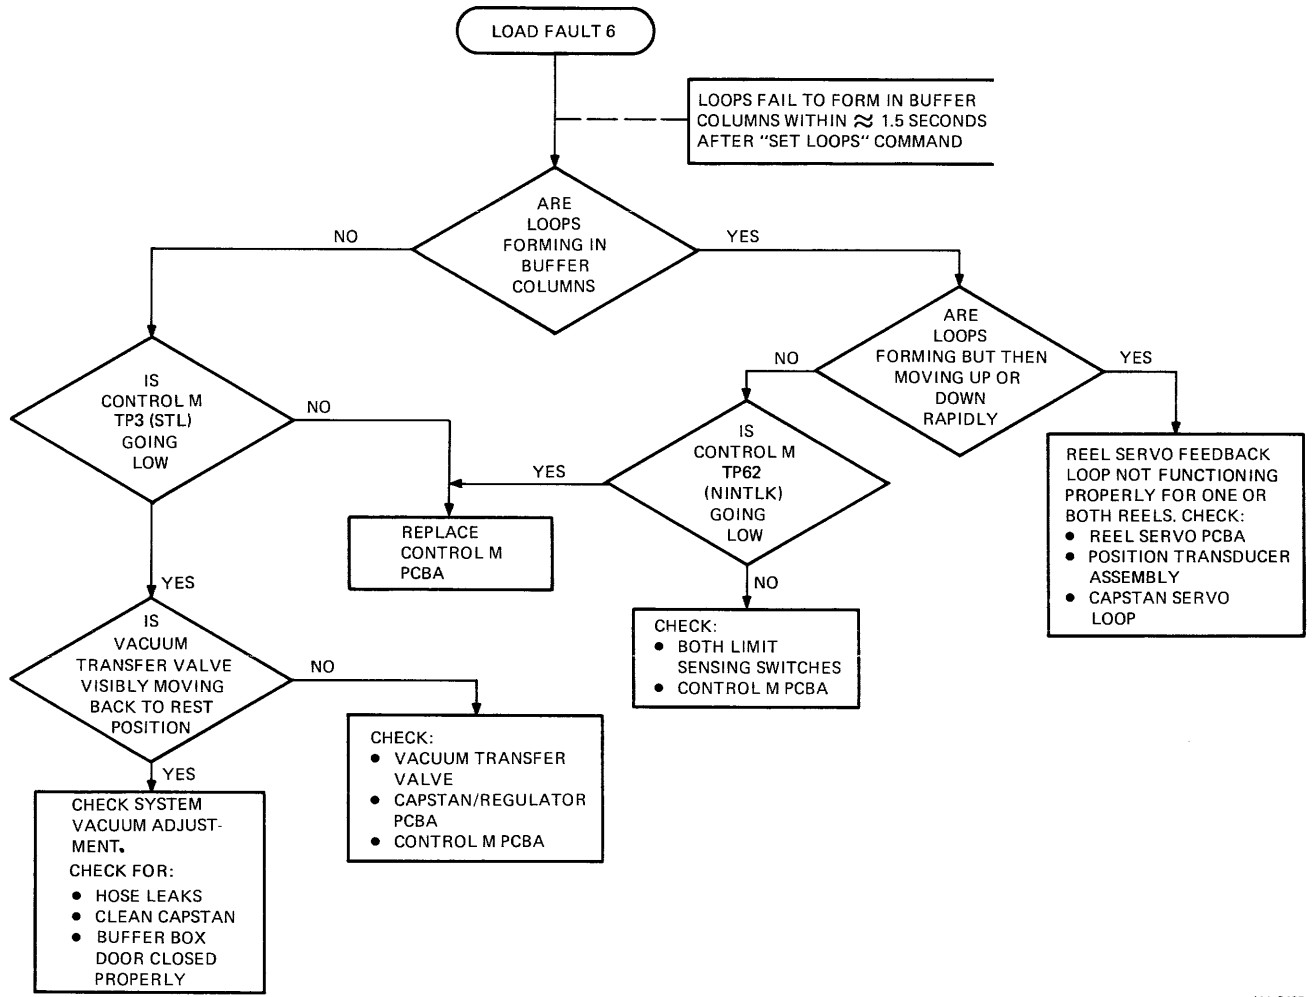 LOAD FAULT 6
LOOPS FAIL TO FORM IN BUFFER
COLUMNS WITHIN ≈ 1.5 SECONDS
AFTER "SET LOOPS" COMMAND
ARE
LOOPS
FORMING IN
BUFFER
COLUMNS
NO
YES
ARE
LOOPS
FORMING BUT THEN
MOVING UP OR
DOWN
RAPIDLY
NO
YES
IS
CONTROL M
TP3 (STL)
GOING
LOW
NO
YES
IS
CONTROL M
TP62
(NINTLK)
GOING
LOW
YES
NO
REEL SERVO FEEDBACK
LOOP NOT FUNCTIONING
PROPERLY FOR ONE OR
BOTH REELS. CHECK:
● REEL SERVO PCBA
● POSITION TRANSDUCER
ASSEMBLY
● CAPSTAN SERVO
LOOP
REPLACE
CONTROL M
PCBA
CHECK:
● BOTH LIMIT
SENSING SWITCHES
● CONTROL M PCBA
IS
VACUUM
TRANSFER VALVE
VISIBLY MOVING
BACK TO REST
POSITION
NO
YES
CHECK:
● VACUUM TRANSFER
VALVE
● CAPSTAN/REGULATOR
PCBA
● CONTROL M PCBA
CHECK SYSTEM
VACUUM ADJUST-
MENT.
CHECK FOR:
● HOSE LEAKS
● CLEAN CAPSTAN
● BUFFER BOX
DOOR CLOSED
PROPERLY